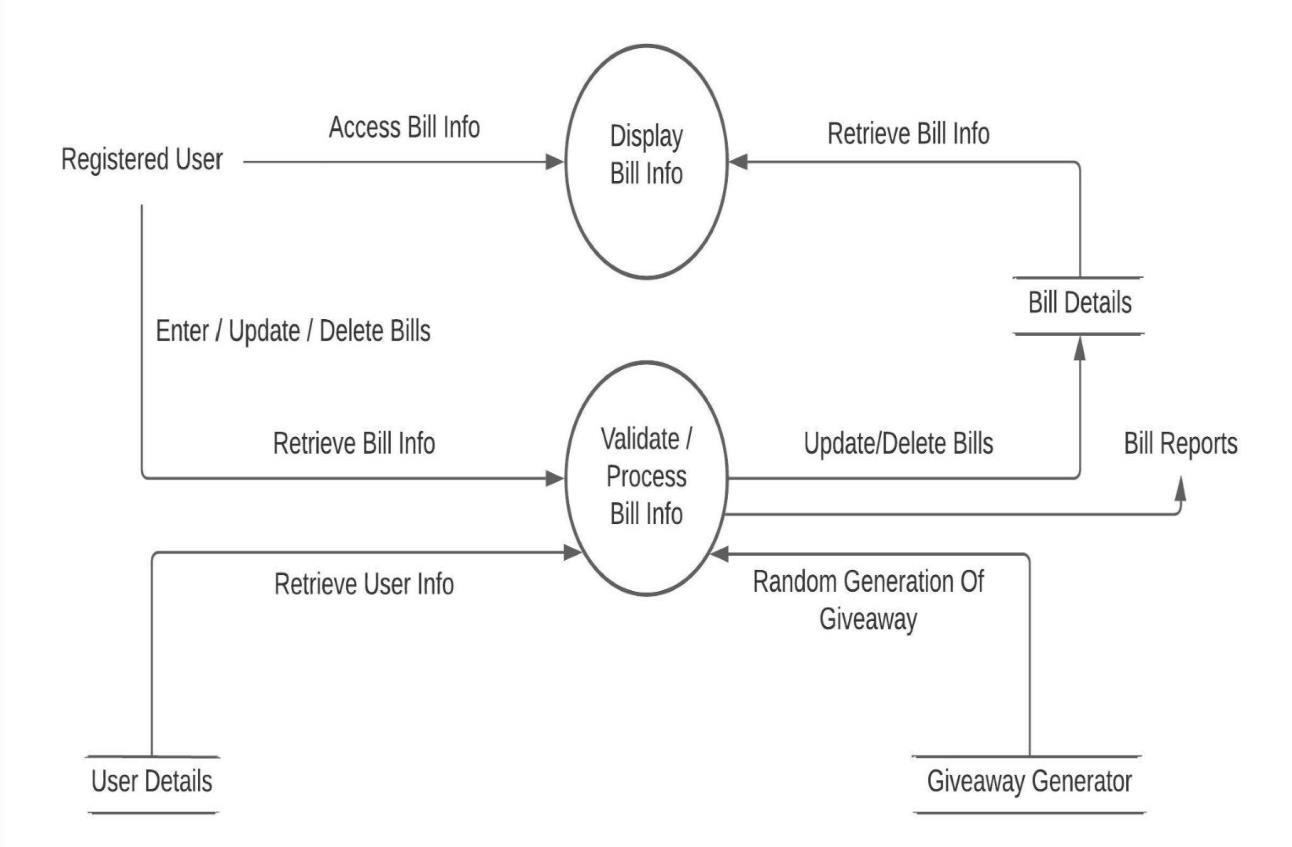 Access Bill Info
Registered User
Display
Bill Info
Retrieve Bill Info
Bill Details
Enter / Update / Delete Bills
Retrieve Bill Info
Validate /
Process
Bill Info
Update/Delete Bills
Bill Reports
Retrieve User Info
Random Generation Of
Giveaway
User Details
Giveaway Generator